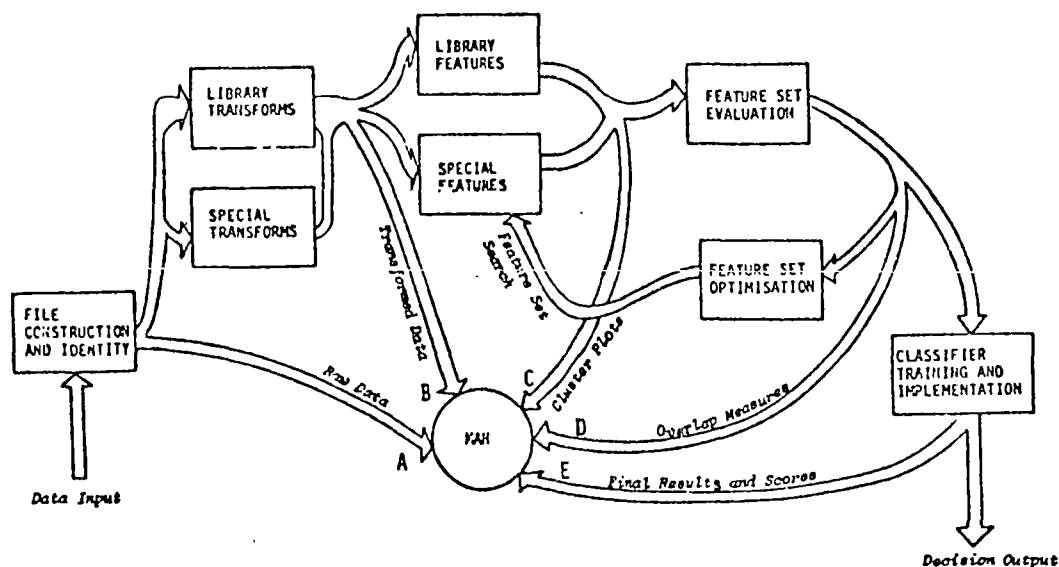 LIBRARY
FEATURES
LIBRARY
TRANSFORMS
FEATURE SET
EVALUATION
SPECIAL
FEATURES
SPECIAL
TRANSFORMS
Transformed Data
Feature Set
Search
FEATURE SET
OPTIMISATION
FILE
CONSTRUCTION
AND IDENTITY
Raw Data
B
C
Cluster Plots
CLASSIFIER
TRAINING AND
IMPLEMENTATION
A
MAN
D
Overlap Measures
E
Final Results and Scores
Data Input
Decision Output